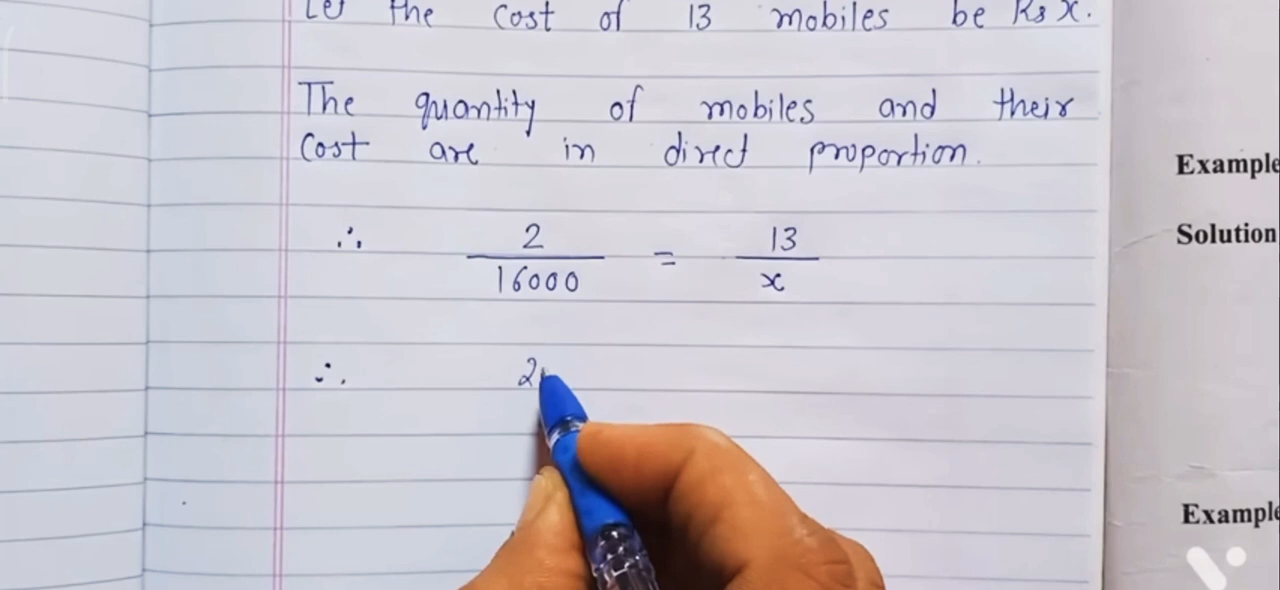 Let the cost of 13 mobiles be Rs x.
The quantity of mobiles and their
cost are in direct proportion.
∴ 2/16000 = 13/x
∴ 2
Example
Solution
Example